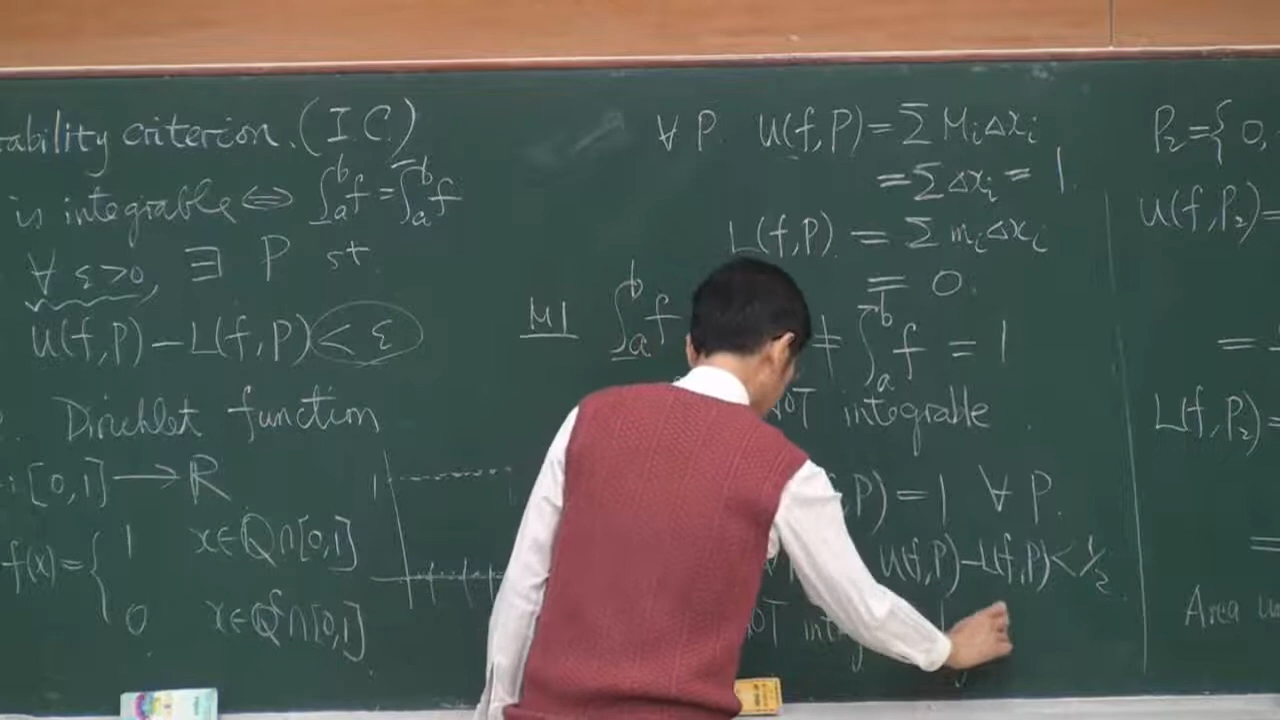 criterion. (I.C.)
is integrable ⇔ ∫_a^b f = ∫̅_a^b f
∀ ε>0, ∃ P st
U(f,P) − L(f,P) < ε
Dirichlet function
[0,1] → R
f(x) = { 1 x∈Q∩[0,1]
0 x∈Q^c∩[0,1]
1
∀ P. U(f,P) = Σ M_i Δx_i
= Σ Δx_i = 1.
L(f,P) = Σ m_i Δx_i
= 0.
M1 ∫_a^b f ≠ ∫̅_a^b f = 1
NOT integrable
P) = 1 ∀ P.
U(f,P) − L(f,P) < 1/2
NOT
P_2 = { 0,
U(f,P_2) =
=
L(f,P_2) =
=
Area